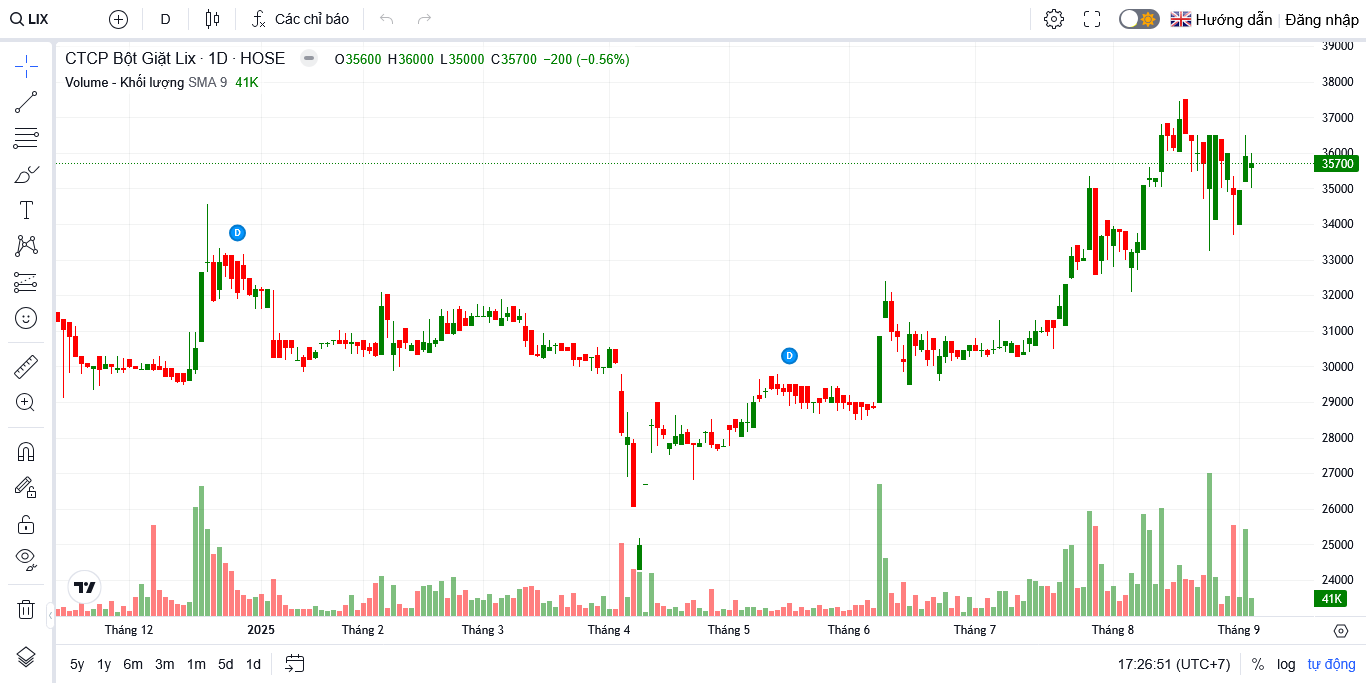 LIX D Các chỉ báo Hướng dẫn Đăng nhập
CTCP Bột Giặt Lix · 1D · HOSE O35600 H36000 L35000 C35700 −200 (−0.56%)
Volume - Khối lượng SMA 9 41K
39000
38000
37000
36000
35700
35000
34000
33000
32000
31000
30000
29000
28000
27000
26000
25000
24000
41K
D
D
Tháng 12 2025 Tháng 2 Tháng 3 Tháng 4 Tháng 5 Tháng 6 Tháng 7 Tháng 8 Tháng 9
5y 1y 6m 3m 1m 5d 1d 17:26:51 (UTC+7) % log tự động